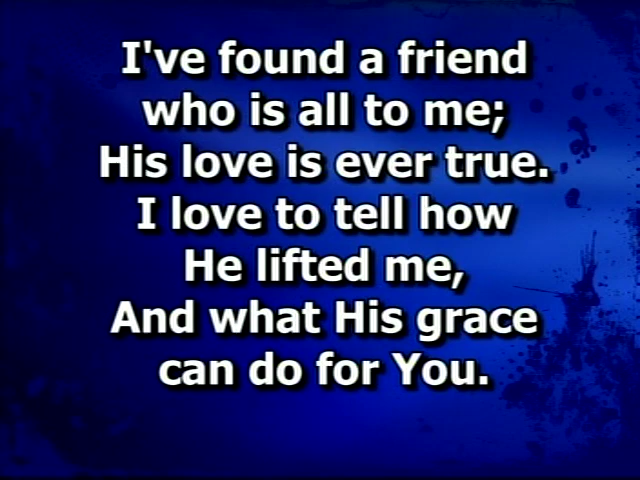 I've found a friend
who is all to me;
His love is ever true.
I love to tell how
He lifted me,
And what His grace
can do for You.